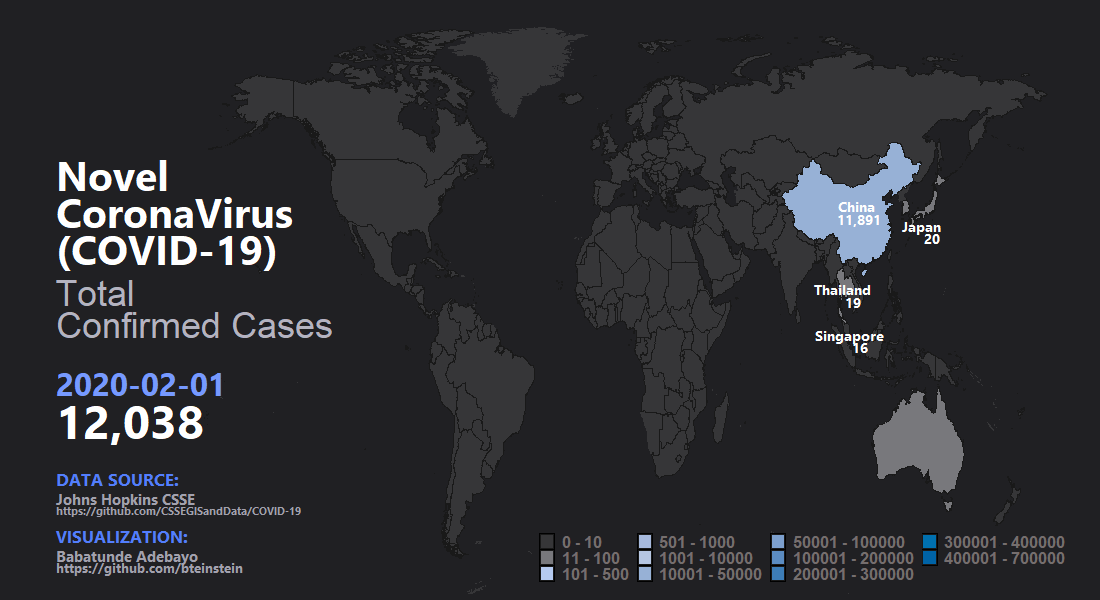 Novel
CoronaVirus
(COVID-19)
Total
Confirmed Cases
2020-02-01
12,038
DATA SOURCE:
Johns Hopkins CSSE
https://github.com/CSSEGISandData/COVID-19
VISUALIZATION:
Babatunde Adebayo
https://github.com/bteinstein
China
11,891
Japan
20
Thailand
19
Singapore
16
0 - 10
11 - 100
101 - 500
501 - 1000
1001 - 10000
10001 - 50000
50001 - 100000
100001 - 200000
200001 - 300000
300001 - 400000
400001 - 700000